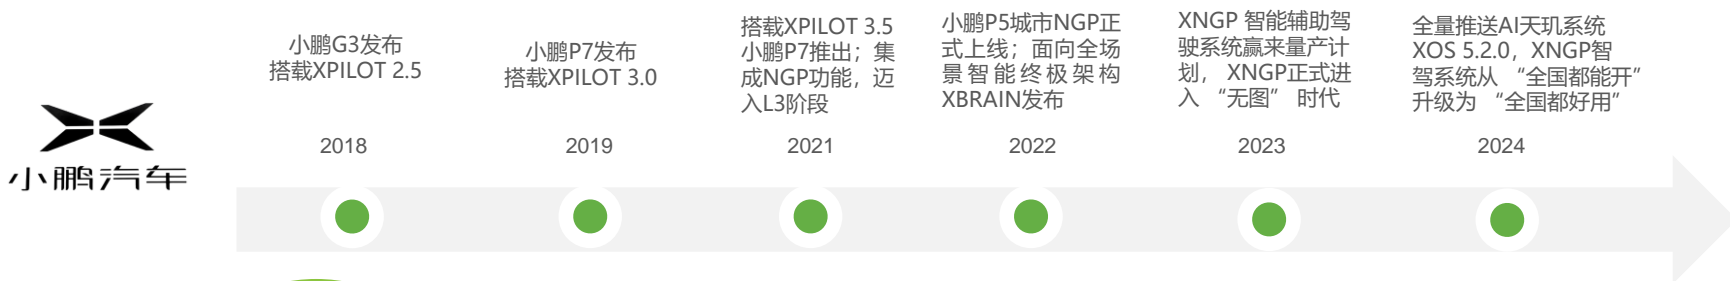 小鹏汽车
小鹏G3发布
搭载XPILOT 2.5
2018
小鹏P7发布
搭载XPILOT 3.0
2019
搭载XPILOT 3.5
小鹏P7推出；集
成NGP功能，迈
入L3阶段
2021
小鹏P5城市NGP正
式上线；面向全场
景智能终极架构
XBRAIN发布
2022
XNGP 智能辅助驾
驶系统赢来量产计
划， XNGP正式进
入 “无图” 时代
2023
全量推送AI天玑系统
XOS 5.2.0，XNGP智
驾系统从 “全国都能开”
升级为 “全国都好用”
2024